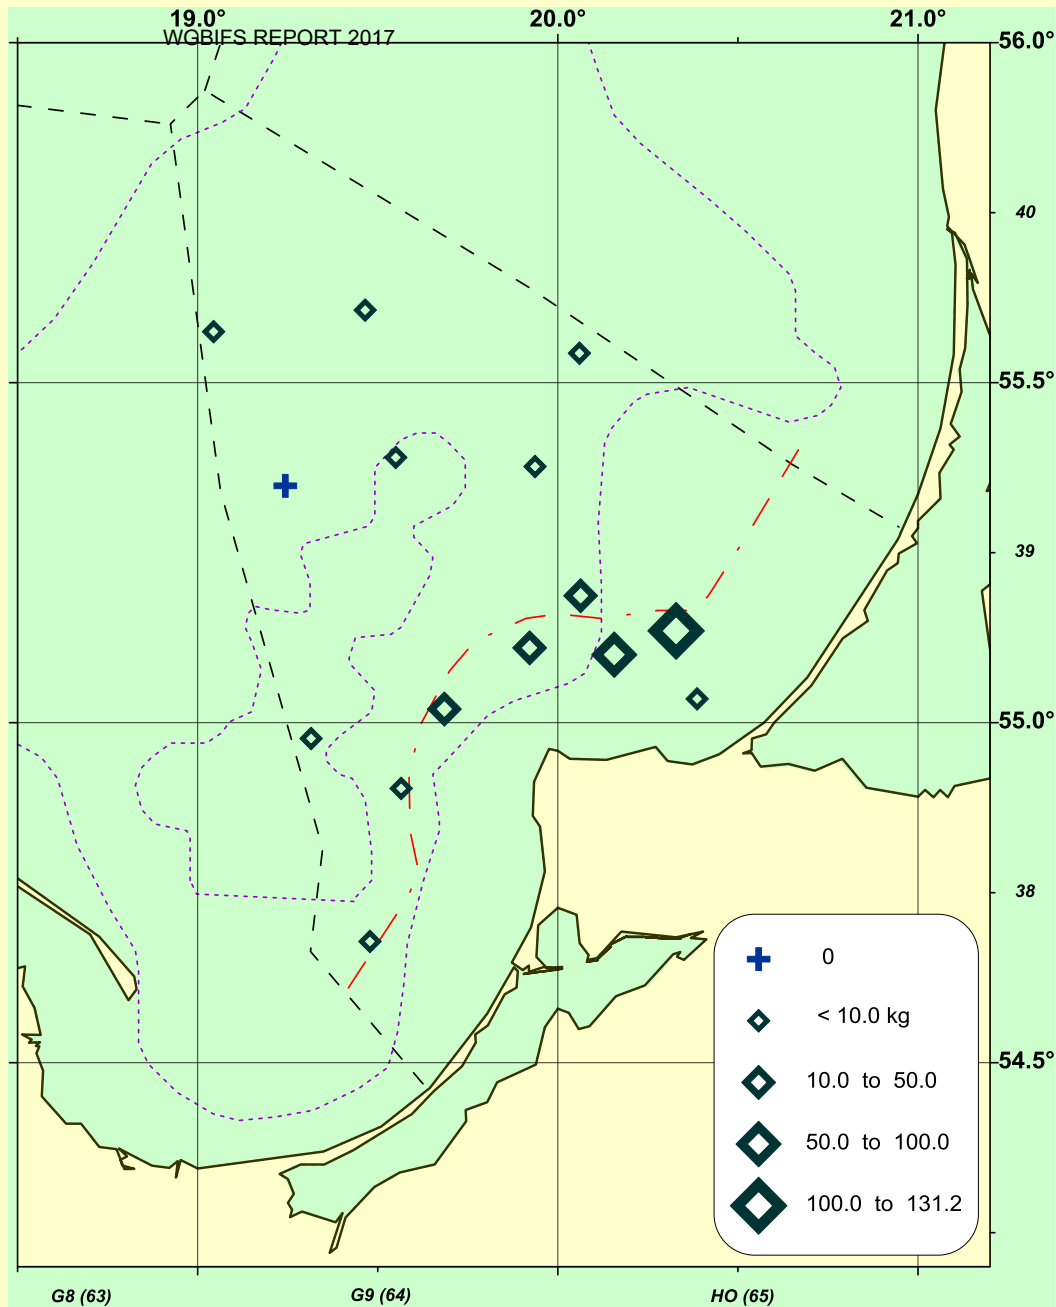 19.0° 20.0° 21.0°
WGBIFS REPORT 2017
56.0°
40
55.5°
39
55.0°
38
0
< 10.0 kg
54.5°
10.0 to 50.0
50.0 to 100.0
100.0 to 131.2
G8 (63) G9 (64) HO (65)